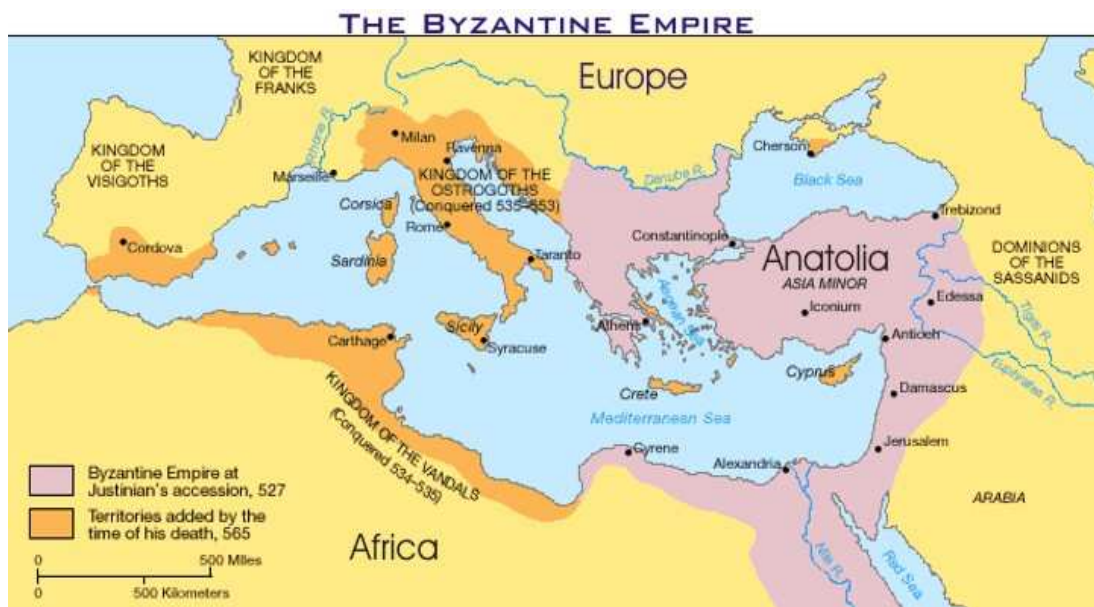 THE BYZANTINE EMPIRE
KINGDOM
OF THE
FRANKS
Europe
KINGDOM
OF THE
VISIGOTHS
Rhone R.
Milan
Ravenna
Marseille
KINGDOM OF THE
OSTROGOTHS
(Conquered 535–553)
Danube R.
Cherson
Black Sea
Corsica
Rome
Cordova
Sardinia
Taranto
Constantinople
Trebizond
Anatolia
ASIA MINOR
DOMINIONS
OF THE
SASSANIDS
Iconium
Edessa
Tigris R.
Aegean Sea
Athens
Sicily
Syracuse
Carthage
Antioch
Euphrates R.
Cyprus
Crete
Damascus
Mediterranean Sea
KINGDOM OF THE VANDALS
(Conquered 534–535)
Cyrene
Alexandria
Jerusalem
Byzantine Empire at
Justinian's accession, 527
Territories added by the
time of his death, 565
ARABIA
Africa
Nile R.
Red Sea
0 500 Miles
0 500 Kilometers